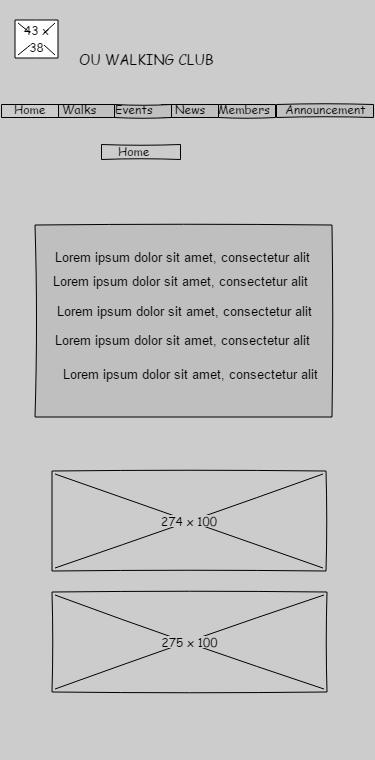 43 x
38
OU WALKING CLUB
Home Walks Events News Members Announcement
Home
Lorem ipsum dolor sit amet, consectetur alit
Lorem ipsum dolor sit amet, consectetur alit
Lorem ipsum dolor sit amet, consectetur alit
Lorem ipsum dolor sit amet, consectetur alit
Lorem ipsum dolor sit amet, consectetur alit
274 x 100
275 x 100